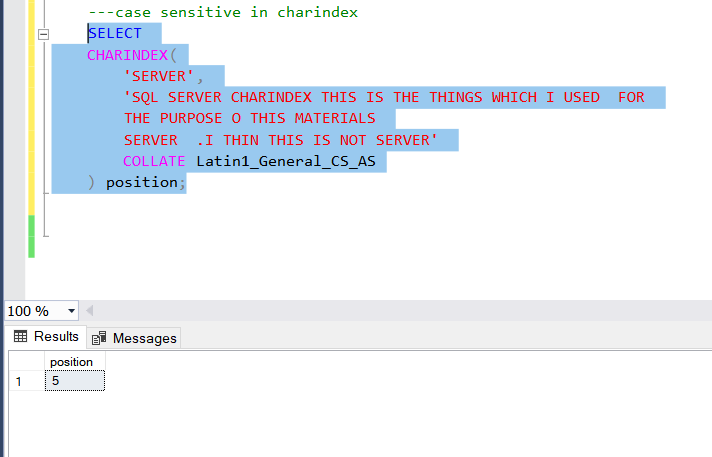 ---case sensitive in charindex
SELECT
CHARINDEX(
'SERVER',
'SQL SERVER CHARINDEX THIS IS THE THINGS WHICH I USED  FOR
THE PURPOSE O THIS MATERIALS
SERVER  .I THIN THIS IS NOT SERVER'
COLLATE Latin1_General_CS_AS
) position;
100 %
Results Messages
position
1 5